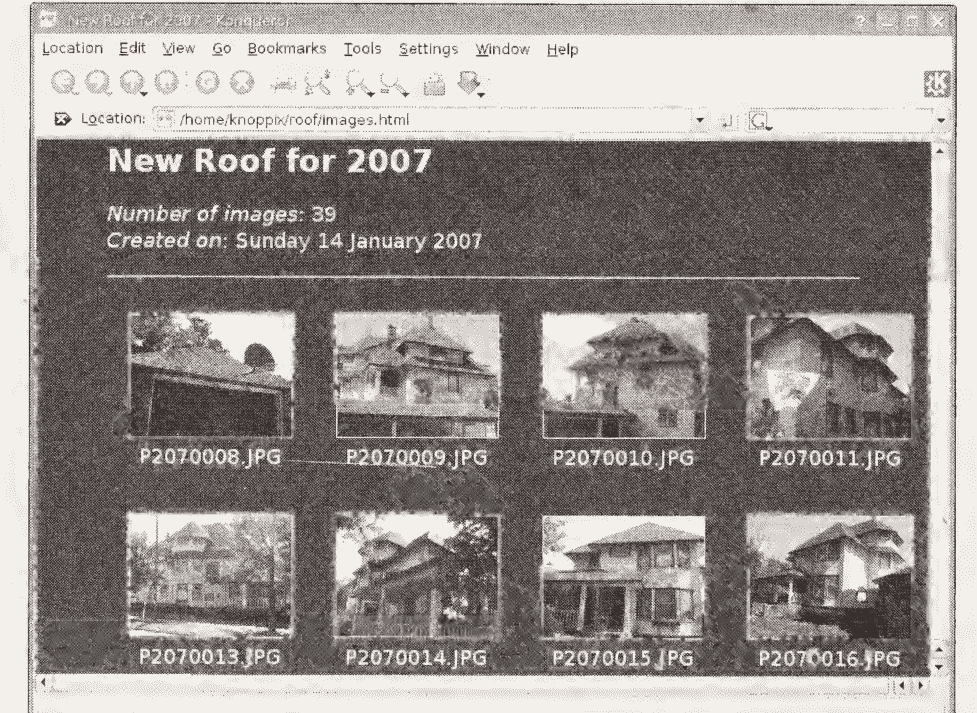 New Roof for 2007 - Konqueror
Location Edit View Go Bookmarks Tools Settings Window Help
Location: /home/knoppix/roof/images.html
New Roof for 2007
Number of images: 39
Created on: Sunday 14 January 2007
P2070008.JPG P2070009.JPG P2070010.JPG P2070011.JPG
P2070013.JPG P2070014.JPG P2070015.JPG P2070016.JPG